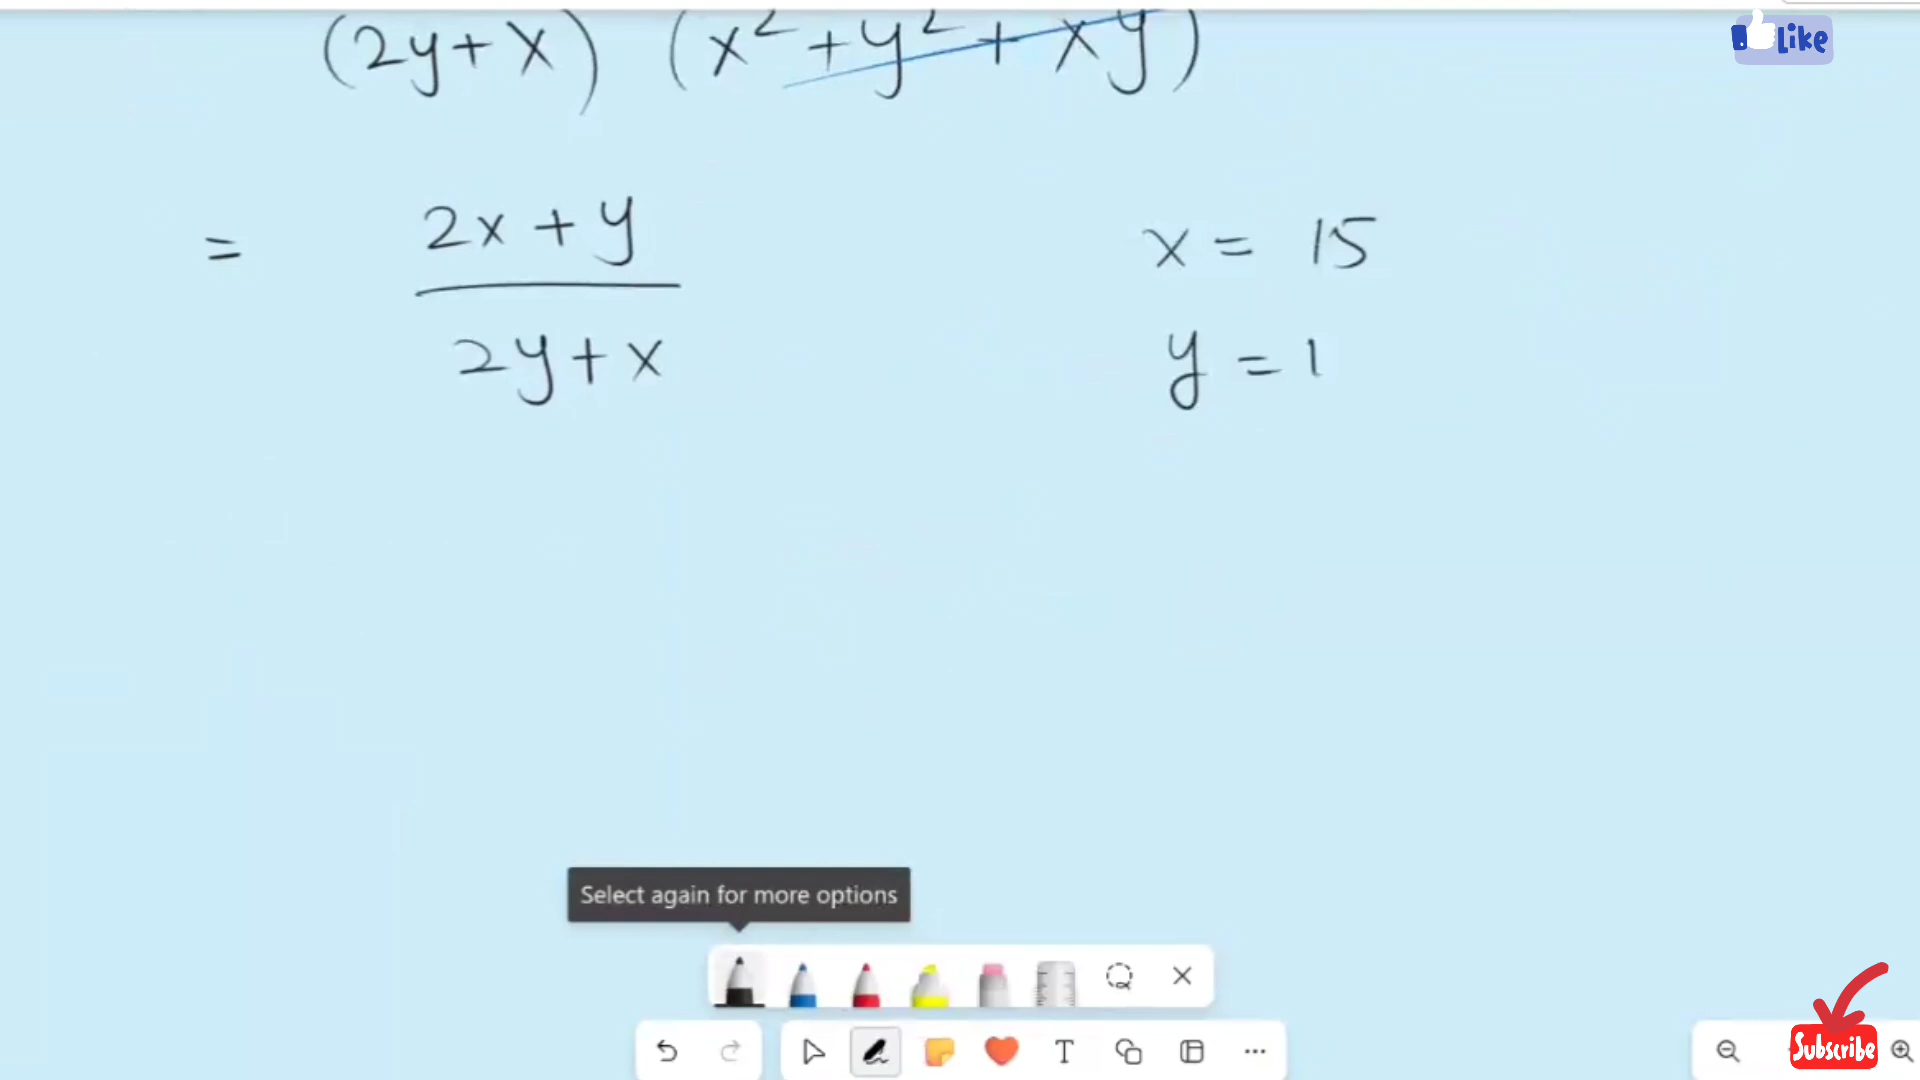 (2y+x) (x²+y²+xy)
Like
= 2x+y
2y+x
x = 15
y = 1
Select again for more options
T
Subscribe